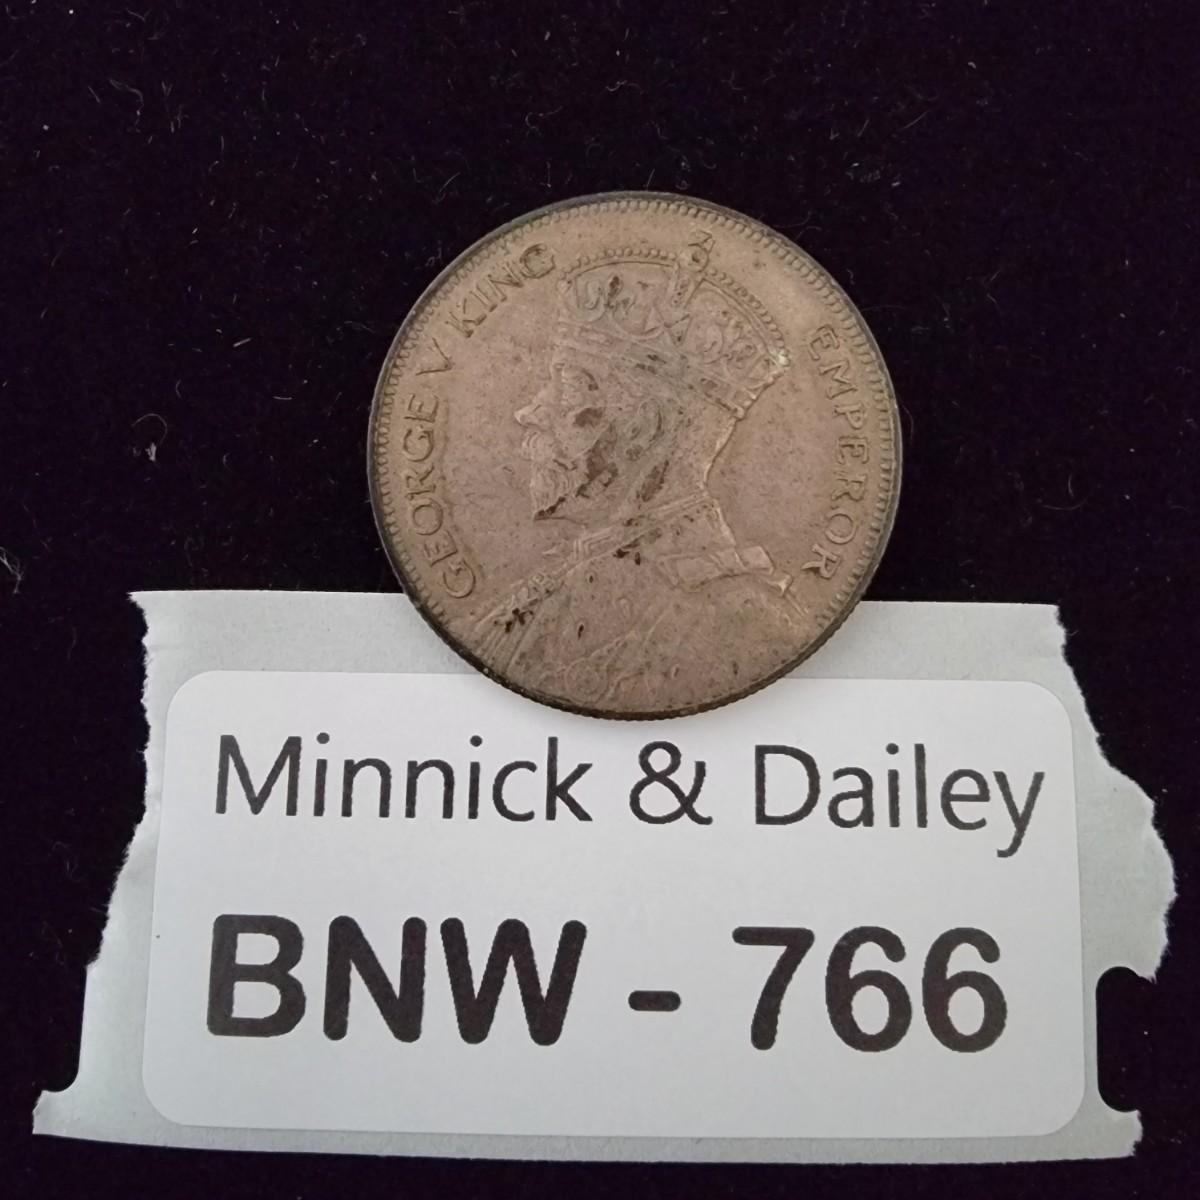 GEORGE V KING EMPEROR
Minnick & Dailey
BNW - 766